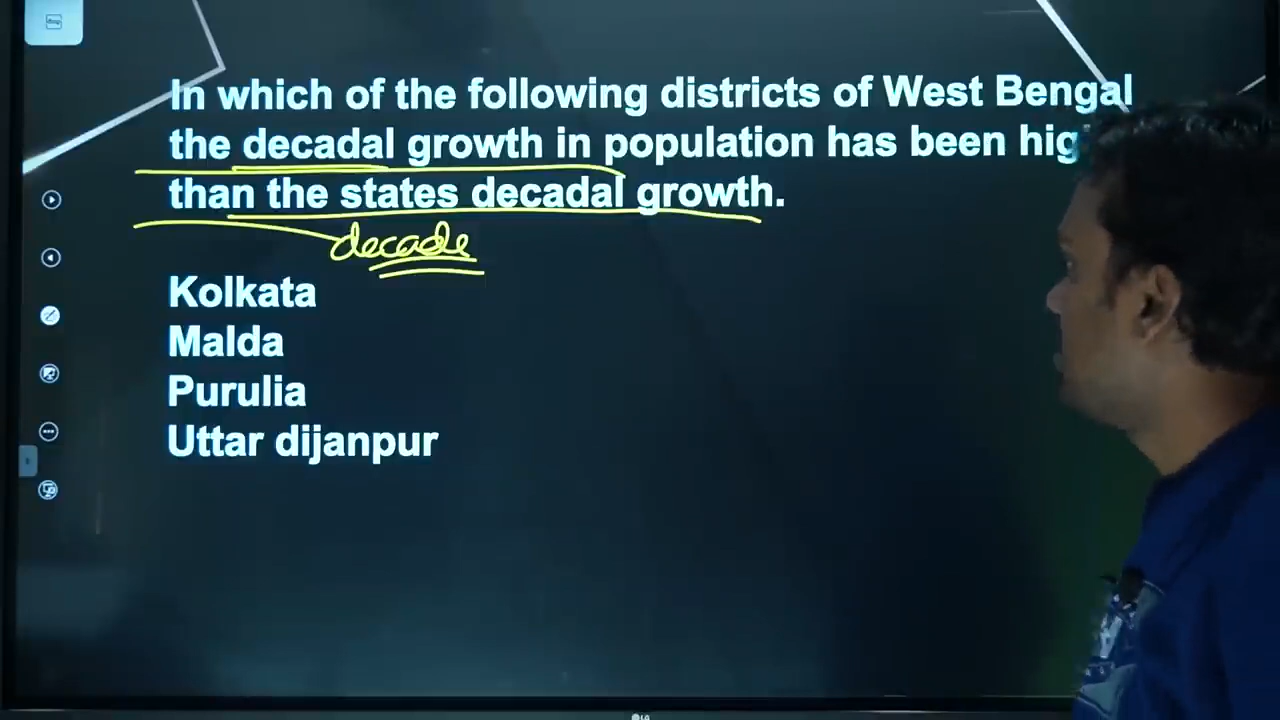 In which of the following districts of West Bengal
the decadal growth in population has been
than the states decadal growth.
decade
Kolkata
Malda
Purulia
Uttar dijanpur
LG